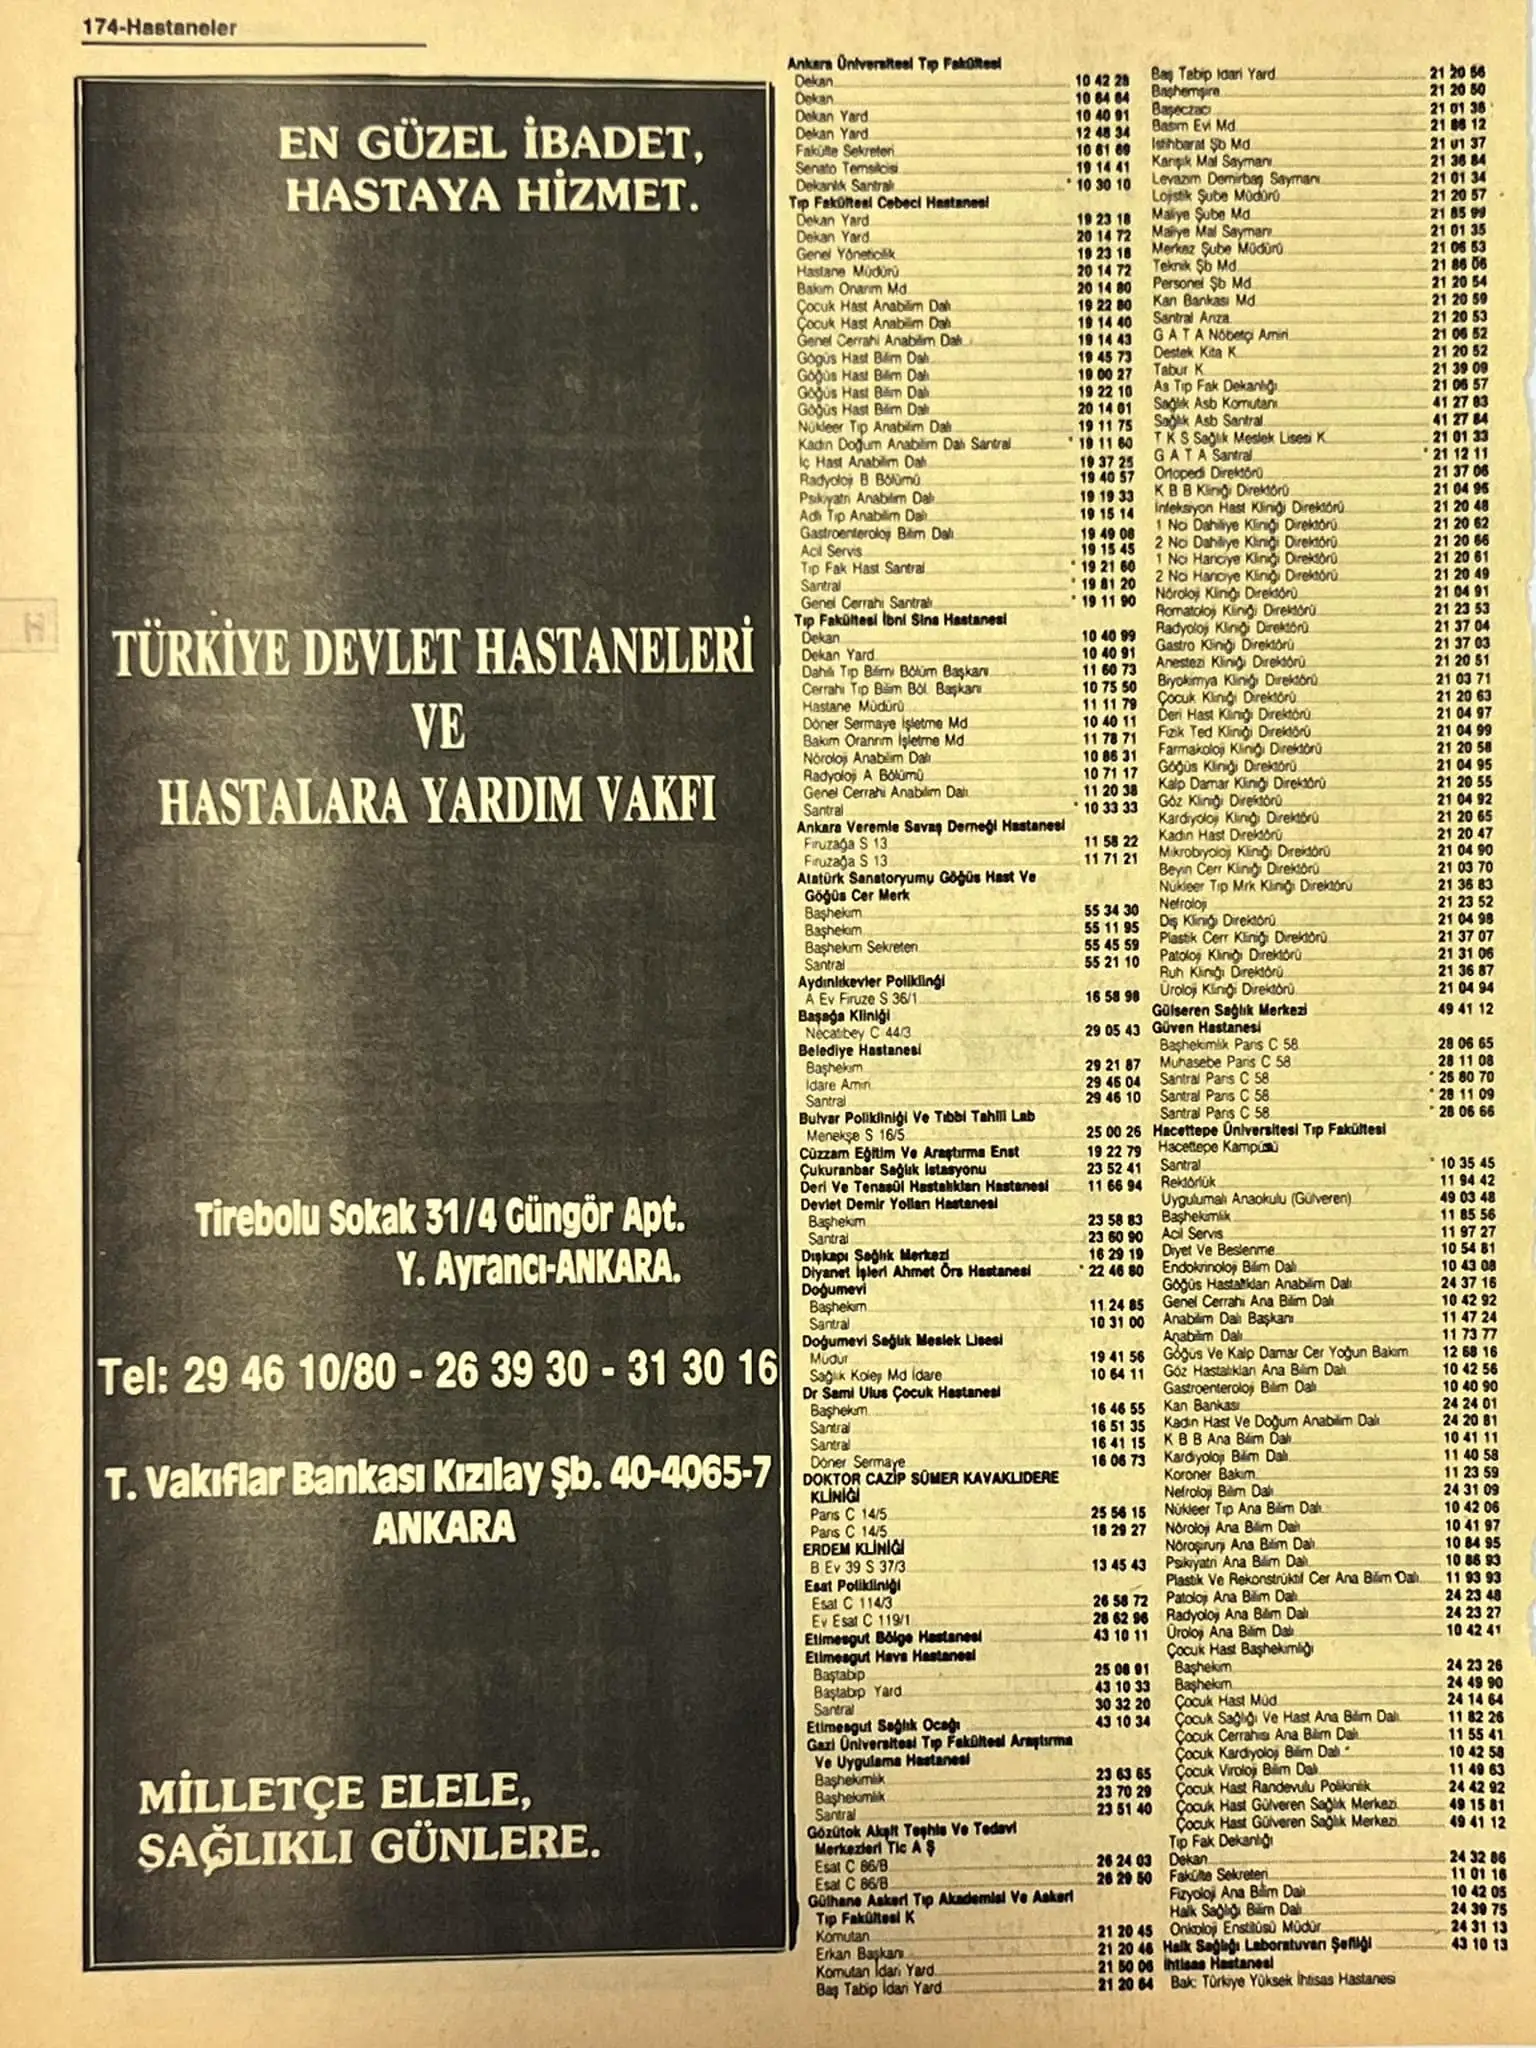 174-Hastaneler
EN GÜZEL İBADET,
HASTAYA HİZMET.
TÜRKİYE DEVLET HASTANELERİ
VE
HASTALARA YARDIM VAKFI
Tirebolu Sokak 31/4 Güngör Apt.
Y. Ayrancı-ANKARA.
Tel: 29 46 10/80 - 26 39 30 - 31 30 16
T. Vakıflar Bankası Kızılay Şb. 40-4065-7
ANKARA
MİLLETÇE ELELE,
SAĞLIKLI GÜNLERE.
Ankara Üniversitesi Tıp Fakültesi
Dekan 10 42 28
Dekan 10 64 64
Dekan Yard 10 40 91
Dekan Yard 12 48 34
Fakülte Sekreteri 10 61 69
Senato Temsilcisi 19 14 41
Dekanlık Santralı * 10 30 10
Tıp Fakültesi Cebeci Hastanesi
Dekan Yard 19 23 18
Dekan Yard 20 14 72
Genel Yöneticilik 19 23 18
Hastane Müdürü 20 14 72
Bakım Onarım Md 20 14 80
Çocuk Hast Anabilim Dalı 19 22 80
Çocuk Hast Anabilim Dalı 19 14 40
Genel Cerrahi Anabilim Dalı 19 14 43
Göğüs Hast Bilim Dalı 19 45 73
Göğüs Hast Bilim Dalı 19 00 27
Göğüs Hast Bilim Dalı 19 22 10
Göğüs Hast Bilim Dalı 20 14 01
Nükleer Tıp Anabilim Dalı 19 11 75
Kadın Doğum Anabilim Dalı Santral * 19 11 60
İç Hast Anabilim Dalı 19 37 25
Radyoloji B Bölümü 19 40 57
Psikiyatri Anabilim Dalı 19 19 33
Adli Tıp Anabilim Dalı 19 15 14
Gastroenteroloji Bilim Dalı 19 49 08
Acil Servis 19 15 45
Tıp Fak Hast Santral * 19 21 60
Santral * 19 81 20
Genel Cerrahi Santralı * 19 11 90
Tıp Fakültesi İbni Sina Hastanesi
Dekan 10 40 99
Dekan Yard 10 40 91
Dahili Tıp Bilimi Bölüm Başkanı 11 60 73
Cerrahi Tıp Bilim Böl. Başkanı 10 75 50
Hastane Müdürü 11 11 79
Döner Sermaye İşletme Md 10 40 11
Bakım Oranrım İşletme Md 11 78 71
Nöroloji Anabilim Dalı 10 86 31
Radyoloji A Bölümü 10 71 17
Genel Cerrahi Anabilim Dalı 11 20 38
Santral * 10 33 33
Ankara Veremle Savaş Derneği Hastanesi
Firuzağa S 13 11 58 22
Firuzağa S 13 11 71 21
Atatürk Sanatoryumu Göğüs Hast Ve
Göğüs Cer Merk
Başhekim 55 34 30
Başhekim 55 11 95
Başhekim Sekreteri 55 45 59
Santral 55 21 10
Aydınlıkevler Poliklinği
A Ev Firuze S 36/1 16 58 98
Başağa Kliniği
Necatibey C 44/3 29 05 43
Belediye Hastanesi
Başhekim 29 21 87
İdare Amiri 29 46 04
Santral 29 46 10
Bulvar Polikliniği Ve Tıbbi Tahlil Lab
Menekşe S 16/5 25 00 26
Cüzzam Eğitim Ve Araştırma Enst 19 22 79
Çukuranbar Sağlık İstasyonu 23 52 41
Deri Ve Tenasül Hastalıkları Hastanesi 11 66 94
Devlet Demir Yolları Hastanesi
Başhekim 23 58 83
Santral 23 60 90
Dışkapı Sağlık Merkezi 16 29 19
Diyanet İşleri Ahmet Örs Hastanesi * 22 46 80
Doğumevi
Başhekim 11 24 85
Santral 10 31 00
Doğumevi Sağlık Meslek Lisesi
Müdür 19 41 56
Sağlık Koleji Md İdare 10 64 11
Dr Sami Ulus Çocuk Hastanesi
Başhekim 16 46 55
Santral 16 51 35
Santral 16 41 15
Döner Sermaye 16 06 73
DOKTOR CAZİP SÜMER KAVAKLIDERE
KLİNİĞİ
Paris C 14/5 25 56 15
Paris C 14/5 18 29 27
ERDEM KLİNİĞİ
B Ev 39 S 37/3 13 45 43
Esat Polikliniği
Esat C 114/3 26 58 72
Ev Esat C 119/1 28 62 96
Etimesgut Bölge Hastanesi 43 10 11
Etimesgut Hava Hastanesi
Baştabip 25 08 91
Baştabip Yard 43 10 33
Santral 30 32 20
Etimesgut Sağlık Ocağı 43 10 34
Gazi Üniversitesi Tıp Fakültesi Araştırma
Ve Uygulama Hastanesi
Başhekimlik 23 63 65
Başhekimlik 23 70 29
Santral 23 51 40
Gözütok Akşit Teşhis Ve Tedavi
Merkezleri Tic A Ş
Esat C 86/B 26 24 03
Esat C 86/B 26 29 50
Gülhane Askeri Tıp Akademisi Ve Askeri
Tıp Fakültesi K
Komutan 21 20 45
Erkan Başkanı 21 20 46
Komutan İdari Yard 21 50 06
Baş Tabip İdari Yard 21 20 64
Baş Tabip İdari Yard 21 20 56
Başhemşire 21 20 50
Başeczacı 21 01 36
Basım Evi Md 21 86 12
İstihbarat Şb Md 21 01 37
Karışık Mal Saymanı 21 36 84
Levazım Demirbaş Saymanı 21 01 34
Lojistik Şube Müdürü 21 20 57
Maliye Şube Md 21 85 99
Maliye Mal Saymanı 21 01 35
Merkez Şube Müdürü 21 06 53
Teknik Şb Md 21 86 06
Personel Şb Md 21 20 54
Kan Bankası Md 21 20 59
Santral Arıza 21 20 53
G A T A Nöbetçi Amiri 21 06 52
Destek Kıta K 21 20 52
Tabur K 21 39 09
As Tıp Fak Dekanlığı 21 06 57
Sağlık Asb Komutanı 41 27 83
Sağlık Asb Santral 41 27 84
T K S Sağlık Meslek Lisesi K 21 01 33
G A T A Santral * 21 12 11
Ortopedi Direktörü 21 37 06
K B B Kliniği Direktörü 21 04 96
İnfeksiyon Hast Kliniği Direktörü 21 20 48
1 Nci Dahiliye Kliniği Direktörü 21 20 62
2 Nci Dahiliye Kliniği Direktörü 21 20 66
1 Nci Hariciye Kliniği Direktörü 21 20 61
2 Nci Hariciye Kliniği Direktörü 21 20 49
Nöroloji Kliniği Direktörü 21 04 91
Romatoloji Kliniği Direktörü 21 23 53
Radyoloji Kliniği Direktörü 21 37 04
Gastro Kliniği Direktörü 21 37 03
Anestezi Kliniği Direktörü 21 20 51
Biyokimya Kliniği Direktörü 21 03 71
Çocuk Kliniği Direktörü 21 20 63
Deri Hast Kliniği Direktörü 21 04 97
Fizik Ted Kliniği Direktörü 21 04 99
Farmakoloji Kliniği Direktörü 21 20 58
Göğüs Kliniği Direktörü 21 04 95
Kalp Damar Kliniği Direktörü 21 20 55
Göz Kliniği Direktörü 21 04 92
Kardiyoloji Kliniği Direktörü 21 20 65
Kadın Hast Direktörü 21 20 47
Mikrobiyoloji Kliniği Direktörü 21 04 90
Beyin Cerr Kliniği Direktörü 21 03 70
Nükleer Tıp Mrk Kliniği Direktörü 21 36 83
Nefroloji 21 23 52
Diş Kliniği Direktörü 21 04 98
Plastik Cerr Kliniği Direktörü 21 37 07
Patoloji Kliniği Direktörü 21 31 06
Ruh Kliniği Direktörü 21 36 87
Üroloji Kliniği Direktörü 21 04 94
Gülseren Sağlık Merkezi 49 41 12
Güven Hastanesi
Başhekimlik Paris C 58 28 06 65
Muhasebe Paris C 58 28 11 08
Santral Paris C 58 * 26 80 70
Santral Paris C 58 * 28 11 09
Santral Paris C 58 * 28 06 66
Hacettepe Üniversitesi Tıp Fakültesi
Hacettepe Kampüsü
Santral * 10 35 45
Rektörlük 11 94 42
Uygulumalı Anaokulu (Gülveren) 49 03 48
Başhekimlik 11 85 56
Acil Servis 11 97 27
Diyet Ve Beslenme 10 54 81
Endokrinoloji Bilim Dalı 10 43 08
Göğüs Hastalıkları Anabilim Dalı 24 37 16
Genel Cerrahi Ana Bilim Dalı 10 42 92
Anabilim Dalı Başkanı 11 47 24
Anabilim Dalı 11 73 77
Göğüs Ve Kalp Damar Cer Yoğun Bakım 12 68 16
Göz Hastalıkları Ana Bilim Dalı 10 42 56
Gastroenteroloji Bilim Dalı 10 40 90
Kan Bankası 24 24 01
Kadın Hast Ve Doğum Anabilim Dalı 24 20 81
K B B Ana Bilim Dalı 10 41 11
Kardiyoloji Bilim Dalı 11 40 58
Koroner Bakım 11 23 59
Nefroloji Bilim Dalı 24 31 09
Nükleer Tıp Ana Bilim Dalı 10 42 06
Nöroloji Ana Bilim Dalı 10 41 97
Nöroşirurji Ana Bilim Dalı 10 84 95
Psikiyatri Ana Bilim Dalı 10 86 93
Plastik Ve Rekonstrüktif Cer Ana Bilim Dalı 11 93 93
Patoloji Ana Bilim Dalı 24 23 48
Radyoloji Ana Bilim Dalı 24 23 27
Üroloji Ana Bilim Dalı 10 42 41
Çocuk Hast Başhekimliği
Başhekim 24 23 26
Başhekim 24 49 90
Çocuk Hast Müd 24 14 64
Çocuk Sağlığı Ve Hast Ana Bilim Dalı 11 82 26
Çocuk Cerrahisi Ana Bilim Dalı 11 55 41
Çocuk Kardiyoloji Bilim Dalı 10 42 58
Çocuk Viroloji Bilim Dalı 11 49 63
Çocuk Hast Randevulu Poliklinik 24 42 92
Çocuk Hast Gülveren Sağlık Merkezi 49 15 81
Çocuk Hast Gülveren Sağlık Merkezi 49 41 12
Tıp Fak Dekanlığı
Dekan 24 32 86
Fakülte Sekreteri 11 01 16
Fizyoloji Ana Bilim Dalı 10 42 05
Halk Sağlığı Bilim Dalı 24 39 75
Onkoloji Enstitüsü Müdür 24 31 13
Halk Sağlığı Laboratuvarı Şefliği 43 10 13
İhtisas Hastanesi
Bak: Türkiye Yüksek İhtisas Hastanesi